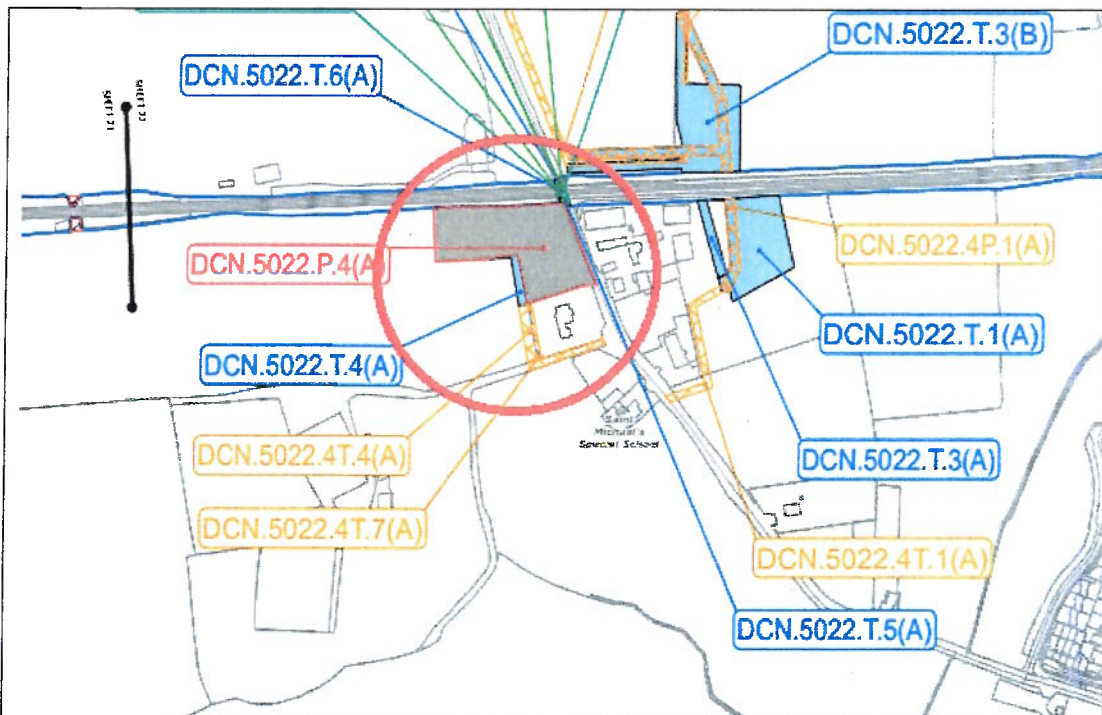 DCN.5022.T.3(B)
DCN.5022.T.6(A)
DCN.5022.4P.1(A)
DCN.5022.P.4(A)
DCN.5022.T.1(A)
DCN.5022.T.4(A)
Saint
Michael's
Special School
DCN.5022.4T.4(A)
DCN.5022.T.3(A)
DCN.5022.4T.7(A)
DCN.5022.4T.1(A)
DCN.5022.T.5(A)